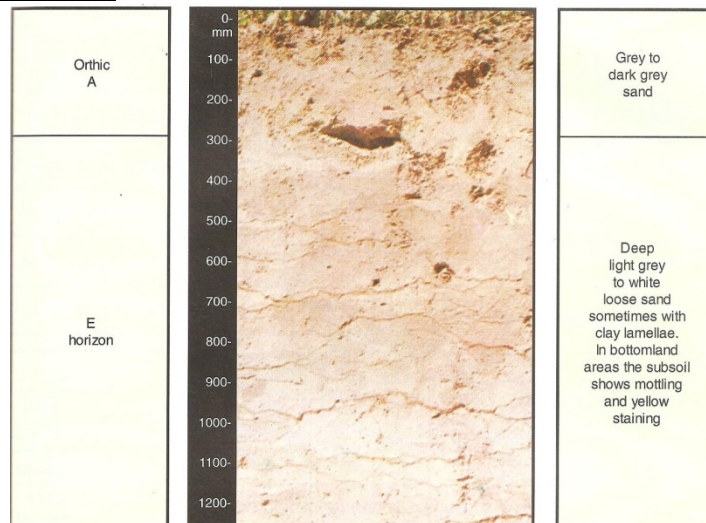 Orthic
A
E
horizon
0-
mm
100-
200-
300-
400-
500-
600-
700-
800-
900-
1000-
1100-
1200-
Grey to
dark grey
sand
Deep
light grey
to white
loose sand
sometimes with
clay lamellae.
In bottomland
areas the subsoil
shows mottling
and yellow
staining